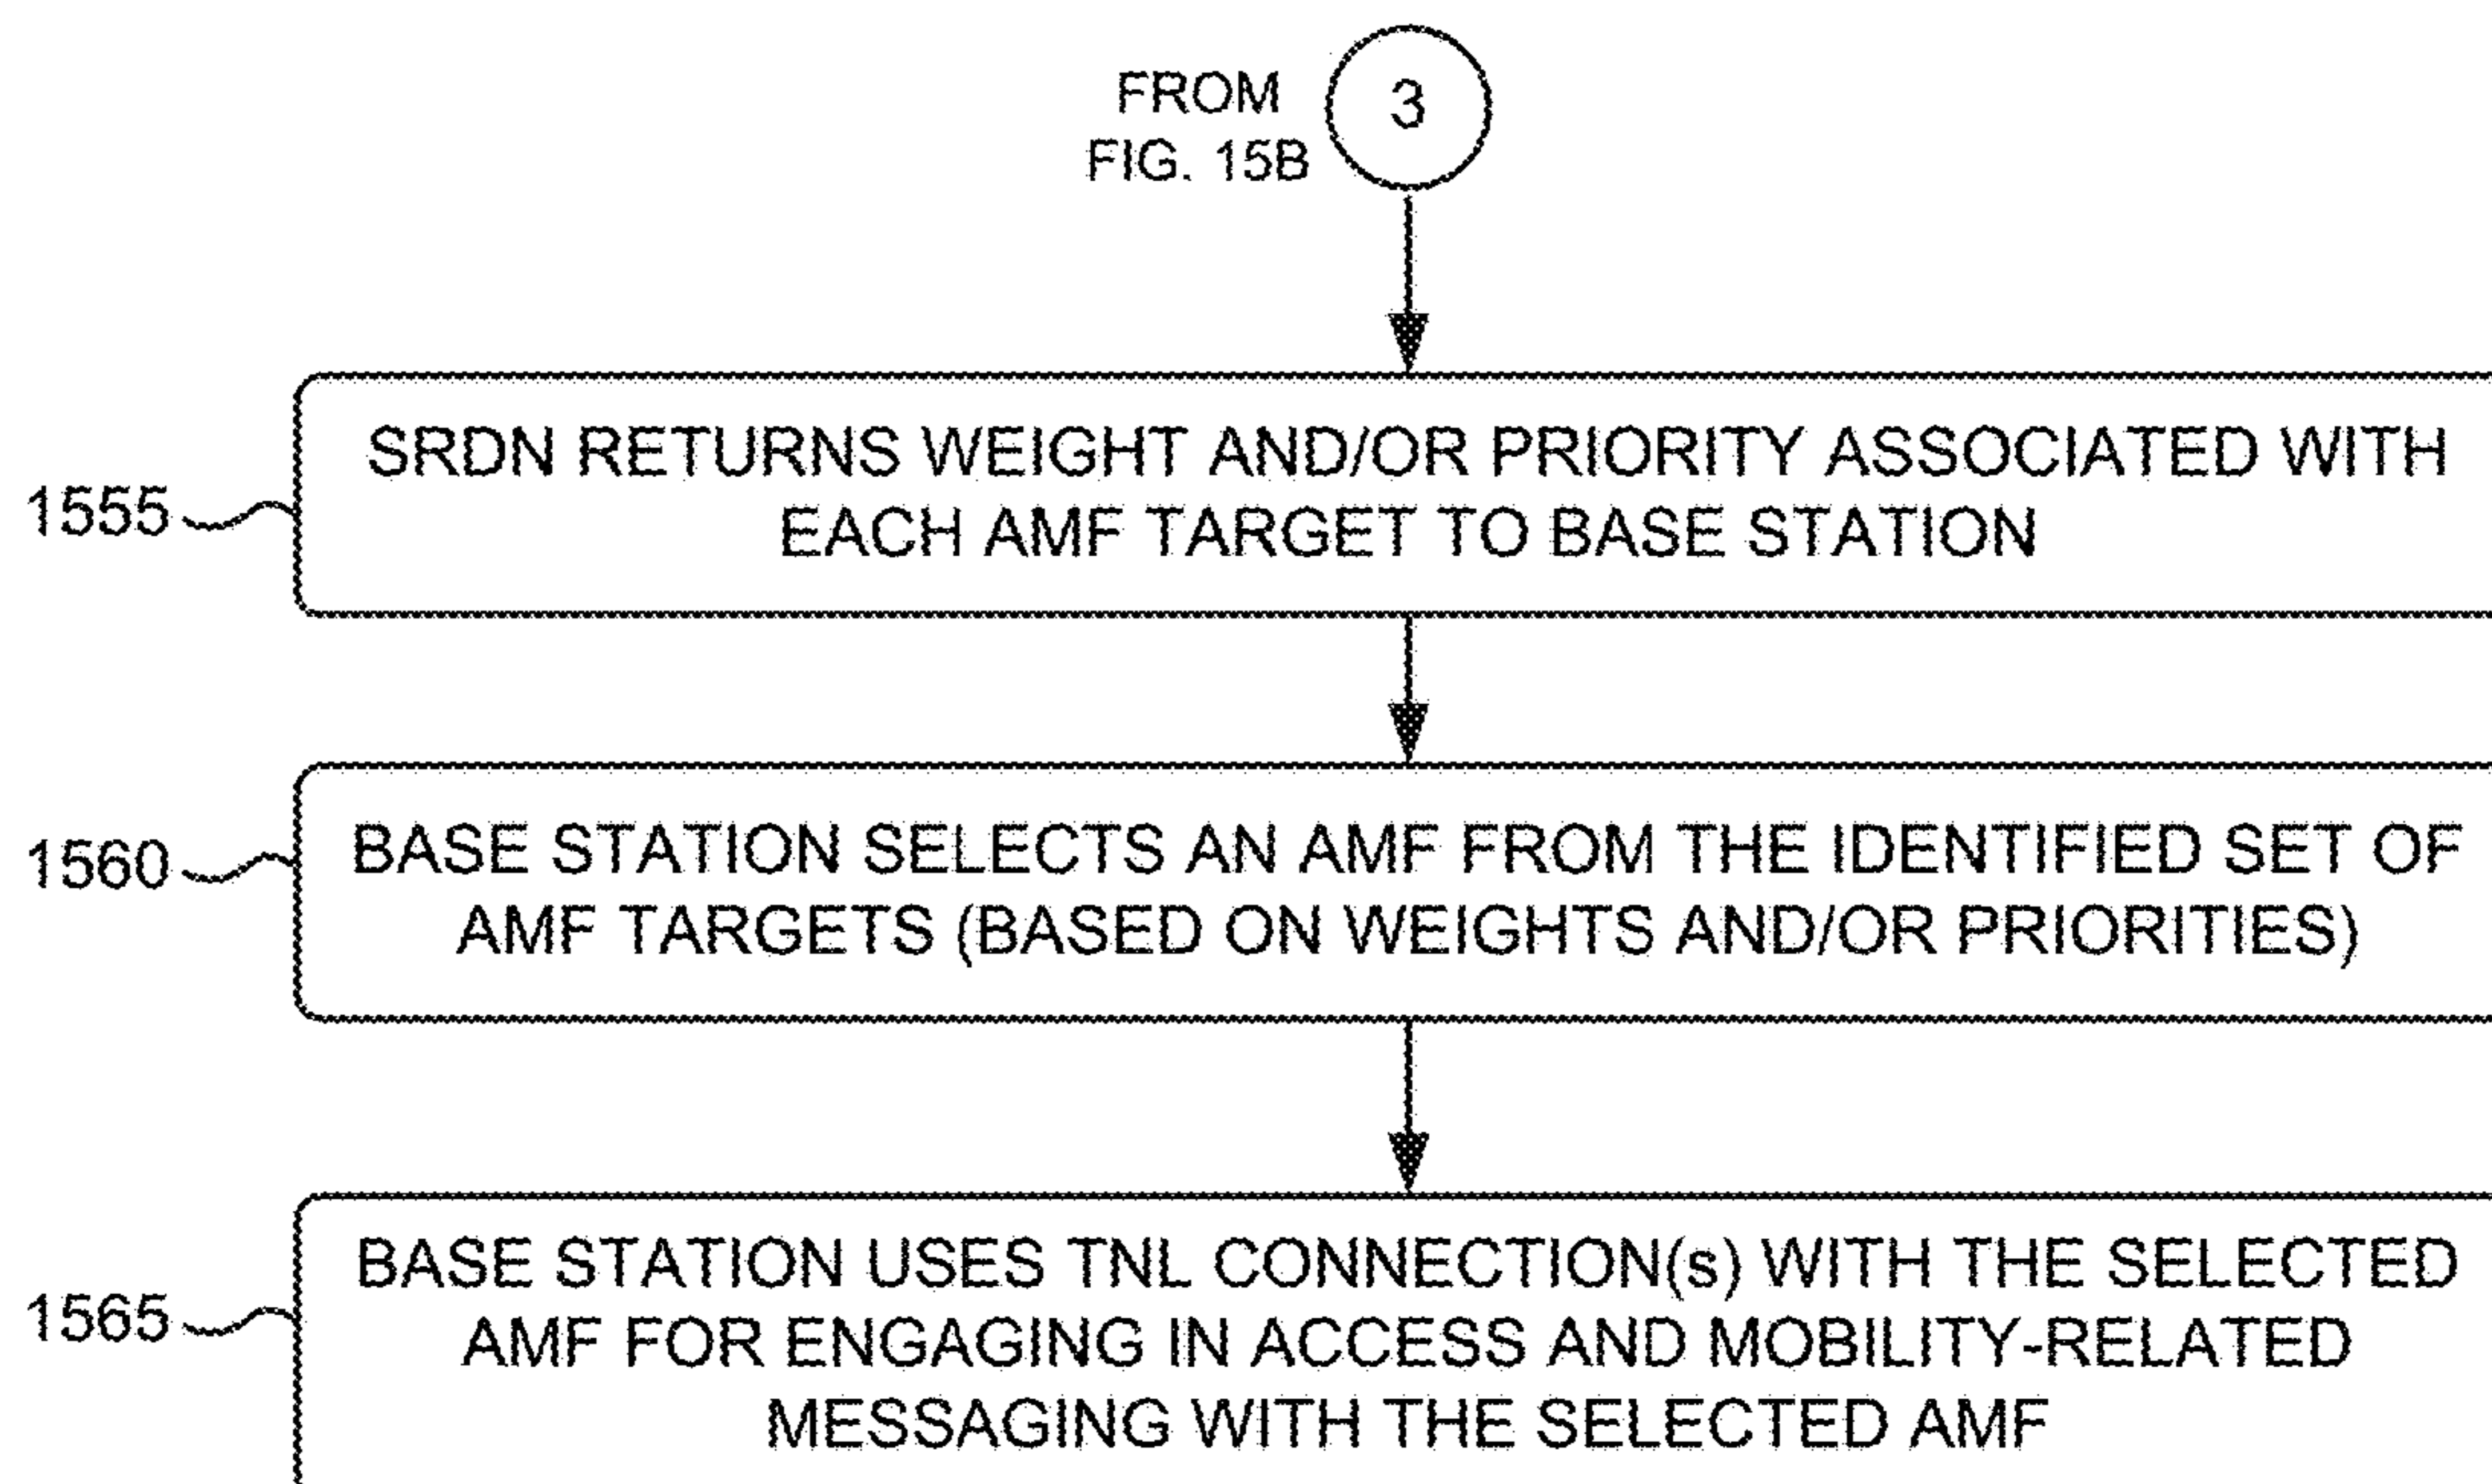 FROM
FIG. 15B
3
SRDN RETURNS WEIGHT AND/OR PRIORITY ASSOCIATED WITH
EACH AMF TARGET TO BASE STATION
1555
BASE STATION SELECTS AN AMF FROM THE IDENTIFIED SET OF
AMF TARGETS (BASED ON WEIGHTS AND/OR PRIORITIES)
1560
BASE STATION USES TNL CONNECTION(s) WITH THE SELECTED
AMF FOR ENGAGING IN ACCESS AND MOBILITY-RELATED
MESSAGING WITH THE SELECTED AMF
1565